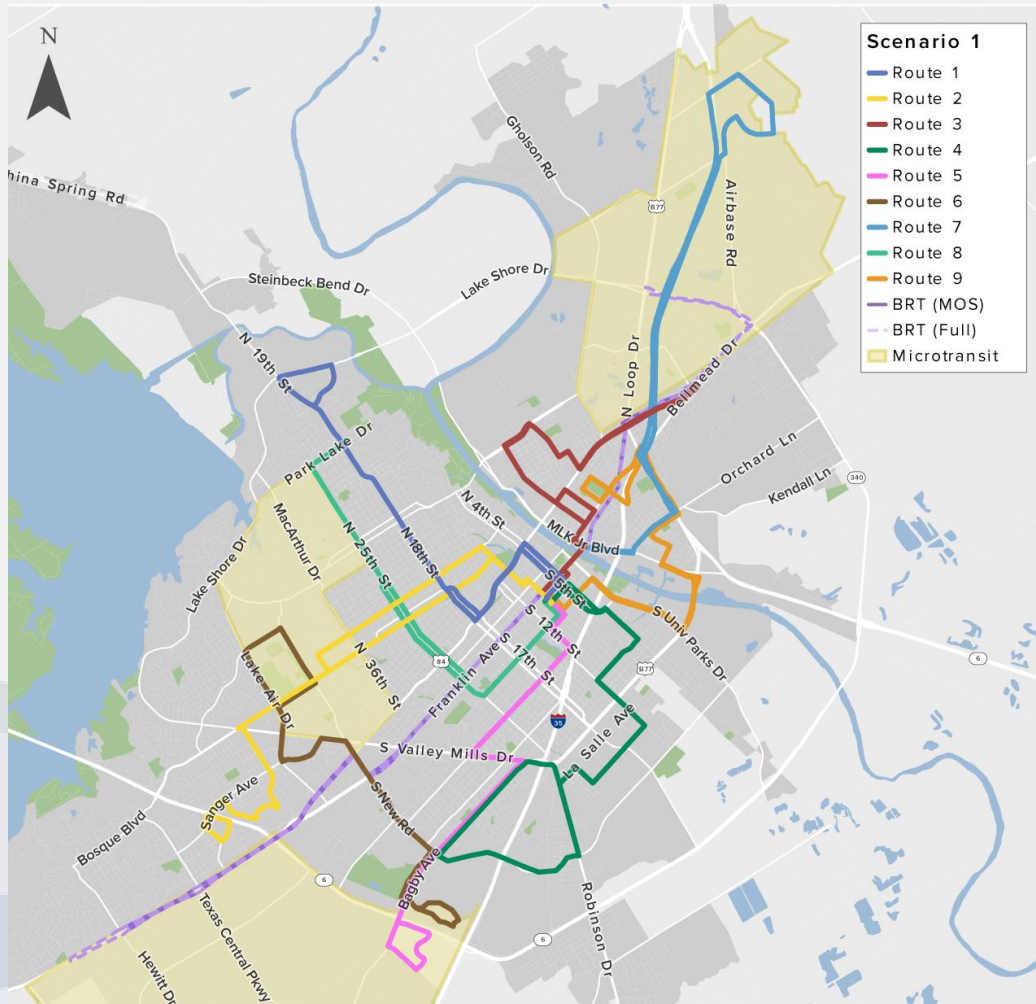 N
Scenario 1
Route 1
Route 2
Route 3
Route 4
Route 5
Route 6
Route 7
Route 8
Route 9
BRT (MOS)
BRT (Full)
Microtransit
hina Spring Rd
Gholson Rd
B77
Airbase Rd
Steinbeck Bend Dr
Lake Shore Dr
N 19th St
N Loop Dr
Bellmead Dr
Park Lake Dr
Orchard Ln
Kendall Ln
340
N 4th St
MacArthur Dr
N 25th St
N 18th St
MLK Jr Blvd
Lake Shore Dr
S 5th St
S 12th St
S Univ Parks Dr
S 17th St
N 36th St
84
B77
6
Franklin Ave
Lake Air Dr
35
La Salle Ave
S Valley Mills Dr
Sanger Ave
S New Rd
Bosque Blvd
6
Bagby Ave
Robinson Dr
Texas Central Pkwy
6
Hewitt Dr